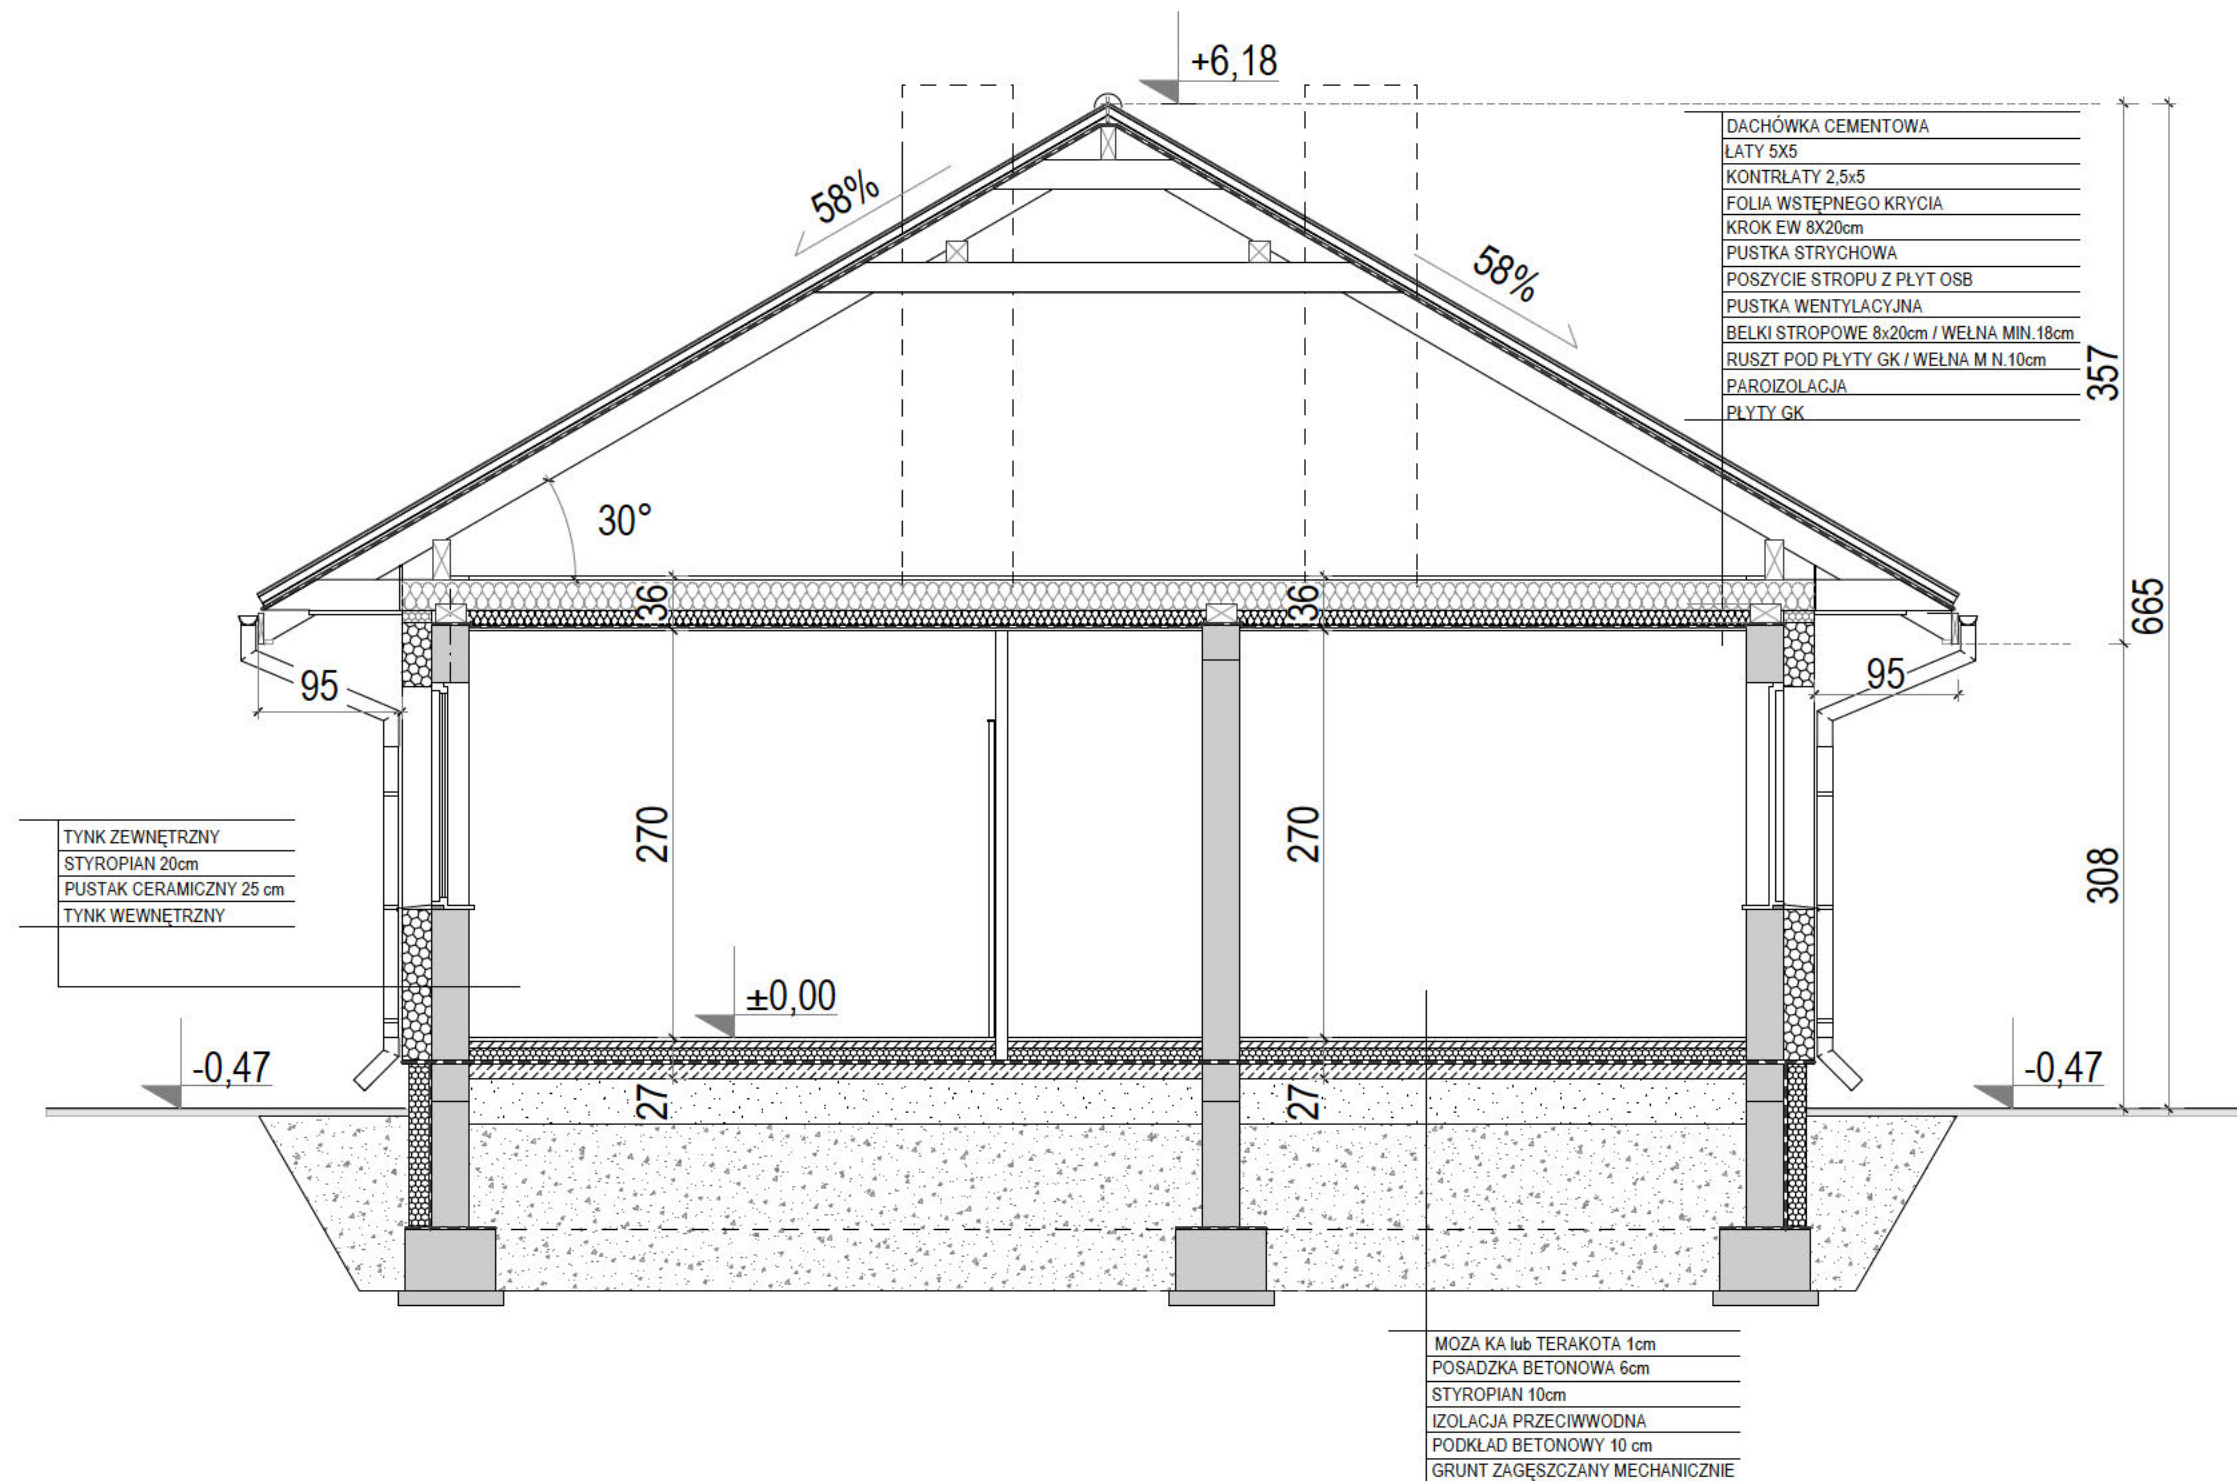 +6,18
DACHÓWKA CEMENTOWA
ŁATY 5X5
KONTRŁATY 2,5x5
FOLIA WSTĘPNEGO KRYCIA
KROK EW 8X20cm
PUSTKA STRYCHOWA
POSZYCIE STROPU Z PŁYT OSB
PUSTKA WENTYLACYJNA
BELKI STROPOWE 8x20cm / WEŁNA MIN.18cm
RUSZT POD PŁYTY GK / WEŁNA M N.10cm
PAROIZOLACJA
PŁYTY GK
58%
58%
357
30°
36
36
665
95
95
270
270
308
TYNK ZEWNĘTRZNY
STYROPIAN 20cm
PUSTAK CERAMICZNY 25 cm
TYNK WEWNĘTRZNY
±0,00
-0,47
-0,47
27
27
MOZA KA lub TERAKOTA 1cm
POSADZKA BETONOWA 6cm
STYROPIAN 10cm
IZOLACJA PRZECIWWODNA
PODKŁAD BETONOWY 10 cm
GRUNT ZAGĘSZCZANY MECHANICZNIE